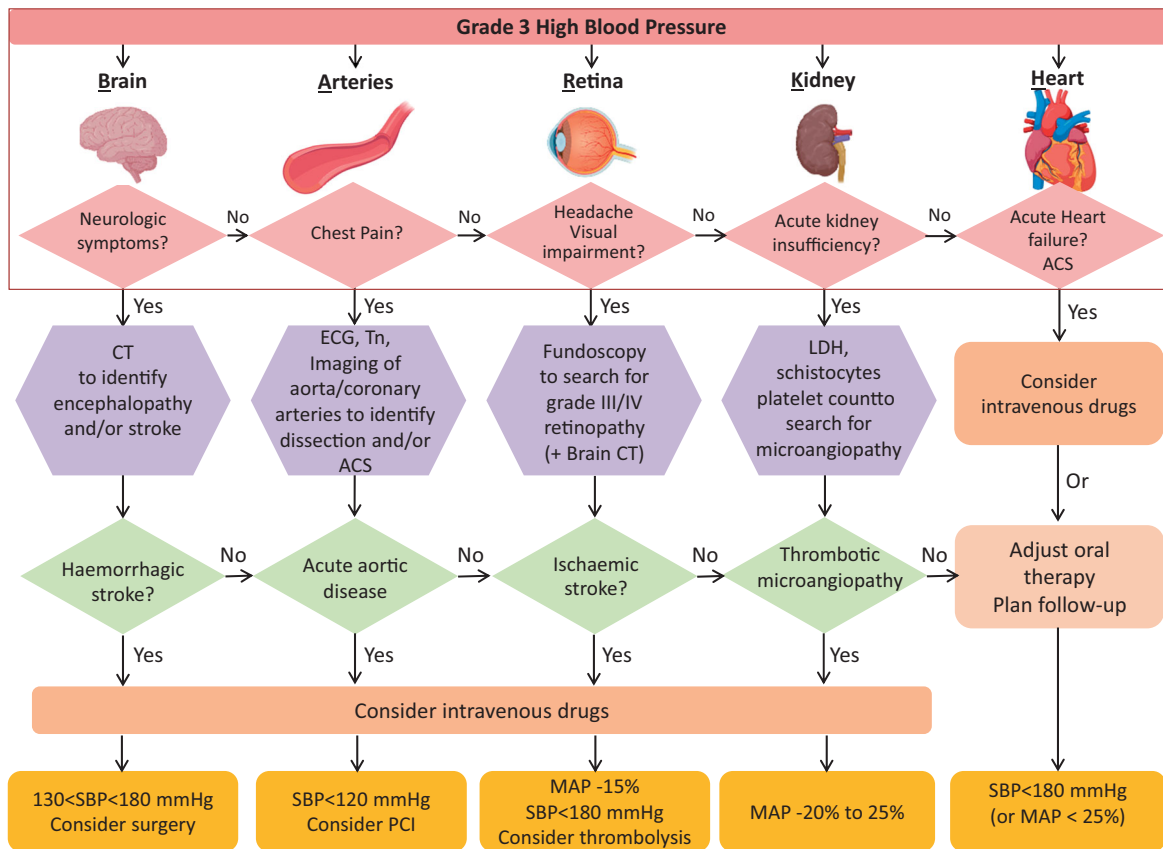 Grade 3 High Blood Pressure
Brain
Arteries
Retina
Kidney
Heart
Neurologic
symptoms?
No
Chest Pain?
No
Headache
Visual
impairment?
No
Acute kidney
insufficiency?
No
Acute Heart
failure?
ACS
Yes
Yes
Yes
Yes
Yes
CT
to identify
encephalopathy
and/or stroke
ECG, Tn,
Imaging of
aorta/coronary
arteries to identify
dissection and/or
ACS
Fundoscopy
to search for
grade III/IV
retinopathy
(+ Brain CT)
LDH,
schistocytes
platelet countto
search for
microangiopathy
Consider
intravenous drugs
Or
Haemorrhagic
stroke?
No
Acute aortic
disease
No
Ischaemic
stroke?
No
Thrombotic
microangiopathy
No
Adjust oral
therapy
Plan follow-up
Yes
Yes
Yes
Yes
Consider intravenous drugs
130<SBP<180 mmHg
Consider surgery
SBP<120 mmHg
Consider PCI
MAP -15%
SBP<180 mmHg
Consider thrombolysis
MAP -20% to 25%
SBP<180 mmHg
(or MAP < 25%)